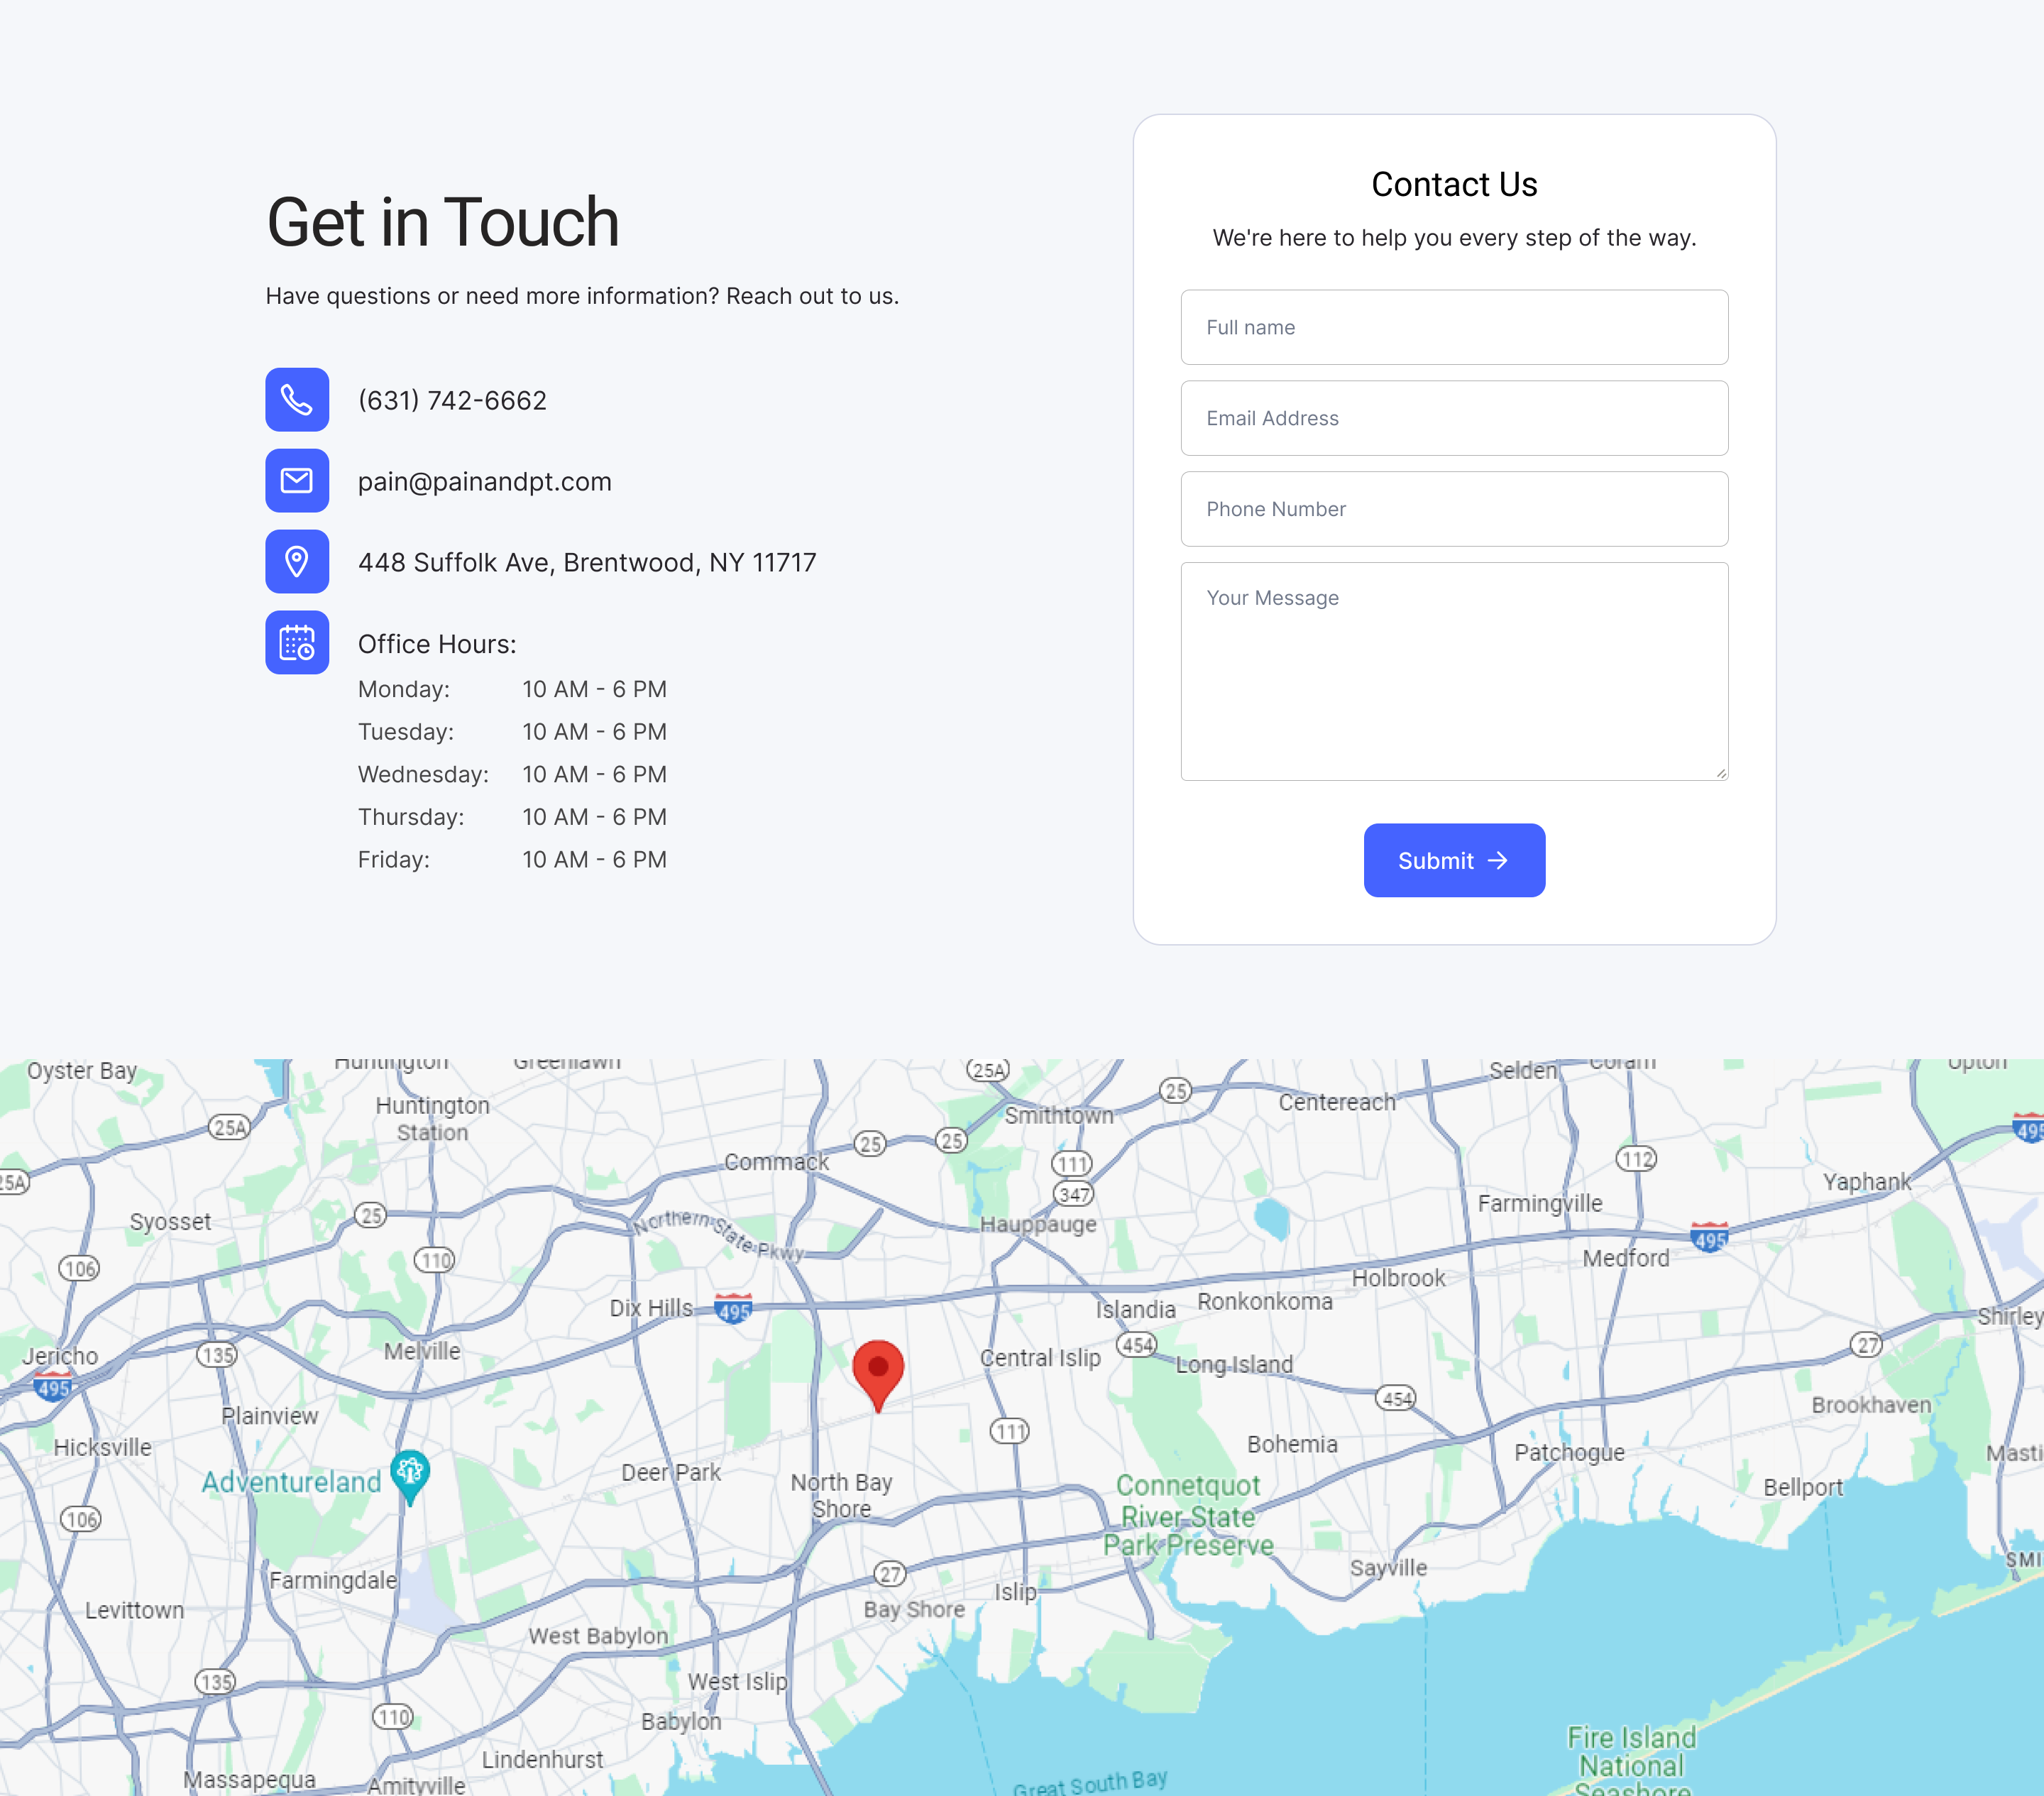 Get in Touch
Have questions or need more information? Reach out to us.
(631) 742-6662
pain@painandpt.com
448 Suffolk Ave, Brentwood, NY 11717
Office Hours:
Monday: 10 AM - 6 PM
Tuesday: 10 AM - 6 PM
Wednesday: 10 AM - 6 PM
Thursday: 10 AM - 6 PM
Friday: 10 AM - 6 PM
Contact Us
We're here to help you every step of the way.
Full name
Email Address
Phone Number
Your Message
Submit
Oyster Bay
Huntington
Greenlawn
25A
Selden
Coram
Upton
Huntington
Station
25A
Smithtown
25
Centereach
495
Commack
25
25
111
112
25A
347
Yaphank
Syosset
25
Northern State Pkwy
Hauppauge
Farmingville
495
106
110
Medford
Holbrook
Dix Hills
495
Islandia
Ronkonkoma
Shirley
Jericho
135
Melville
Central Islip
454
Long Island
27
495
454
Plainview
111
Brookhaven
Hicksville
Bohemia
Patchogue
Masti
Adventureland
Deer Park
North Bay
Shore
Connetquot
River State
Park Preserve
Bellport
106
Farmingdale
27
Islip
Sayville
SMI
Levittown
Bay Shore
West Babylon
135
West Islip
110
Babylon
Lindenhurst
Fire Island
National
Seashore
Massapequa
Amityville
Great South Bay